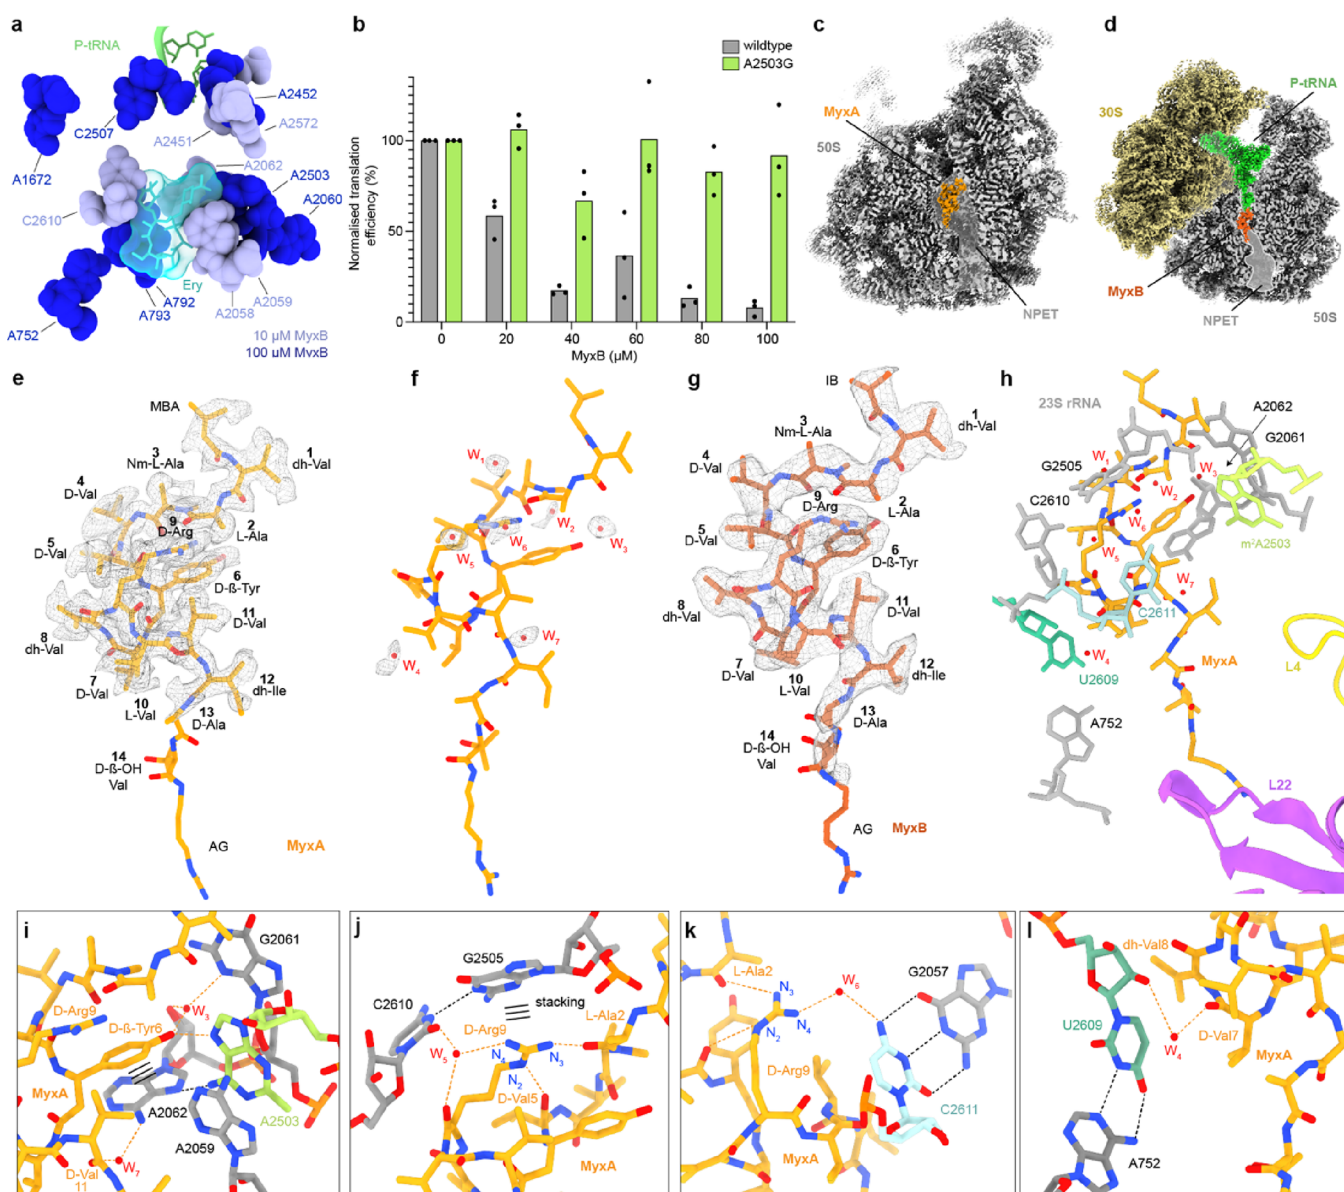 a
P-tRNA
A2452
C2507
A2572
A2451
A2062
A1672
A2503
A2060
C2610
Ery
A2059
A792
A2058
A793
A752
10 µM MyxB
100 µM MyxB
b
wildtype
A2503G
Normalised translation
efficiency (%)
100
50
0
0
20
40
60
80
100
MyxB (µM)
c
MyxA
50S
NPET
d
P-tRNA
30S
MyxB
NPET
50S
e
MBA
1
dh-Val
3
Nm-L-Ala
4
D-Val
9
D-Arg
2
L-Ala
5
D-Val
6
D-ß-Tyr
11
D-Val
8
dh-Val
7
D-Val
12
dh-Ile
10
L-Val
13
D-Ala
14
D-ß-OH
Val
AG
MyxA
f
W₁
W₂
W₃
W₅
W₆
W₇
W₄
g
IB
1
dh-Val
3
Nm-L-Ala
4
D-Val
9
D-Arg
2
L-Ala
5
D-Val
6
D-ß-Tyr
11
D-Val
8
dh-Val
12
dh-Ile
7
D-Val
10
L-Val
13
D-Ala
14
D-ß-OH
Val
AG
MyxB
h
23S rRNA
A2062
G2061
G2505
W₁
W₃
W₂
C2610
W₆
m²A2503
W₅
W₇
C2611
W₄
MyxA
L4
U2609
A752
L22
i
G2061
D-Arg9
W₃
D-ß-Tyr6
MyxA
A2062
A2503
A2059
D-Val
11
W₇
j
G2505
C2610
stacking
L-Ala2
D-Arg9
W₅
N₄
N₃
N₂
D-Val5
MyxA
k
W₆
G2057
L-Ala2
N₃
N₄
N₂
D-Arg9
C2611
MyxA
l
dh-Val8
U2609
D-Val7
W₄
MyxA
A752